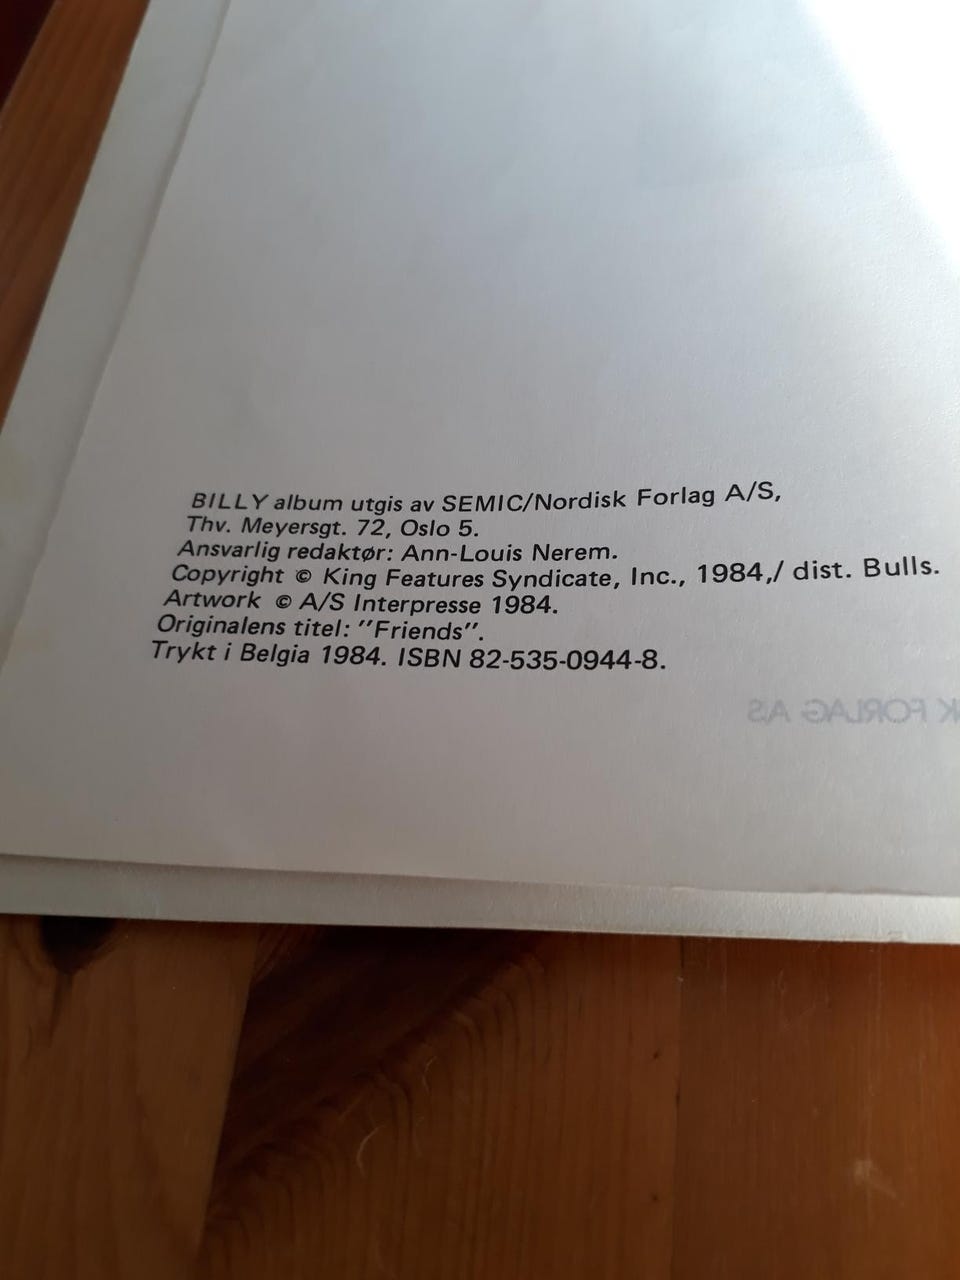 BILLY album utgis av SEMIC/Nordisk Forlag A/S,
Thv. Meyersgt. 72, Oslo 5.
Ansvarlig redaktør: Ann-Louis Nerem.
Copyright © King Features Syndicate, Inc., 1984,/ dist. Bulls.
Artwork © A/S Interpresse 1984.
Originalens titel: "Friends".
Trykt i Belgia 1984. ISBN 82-535-0944-8.
K FORLAG AS